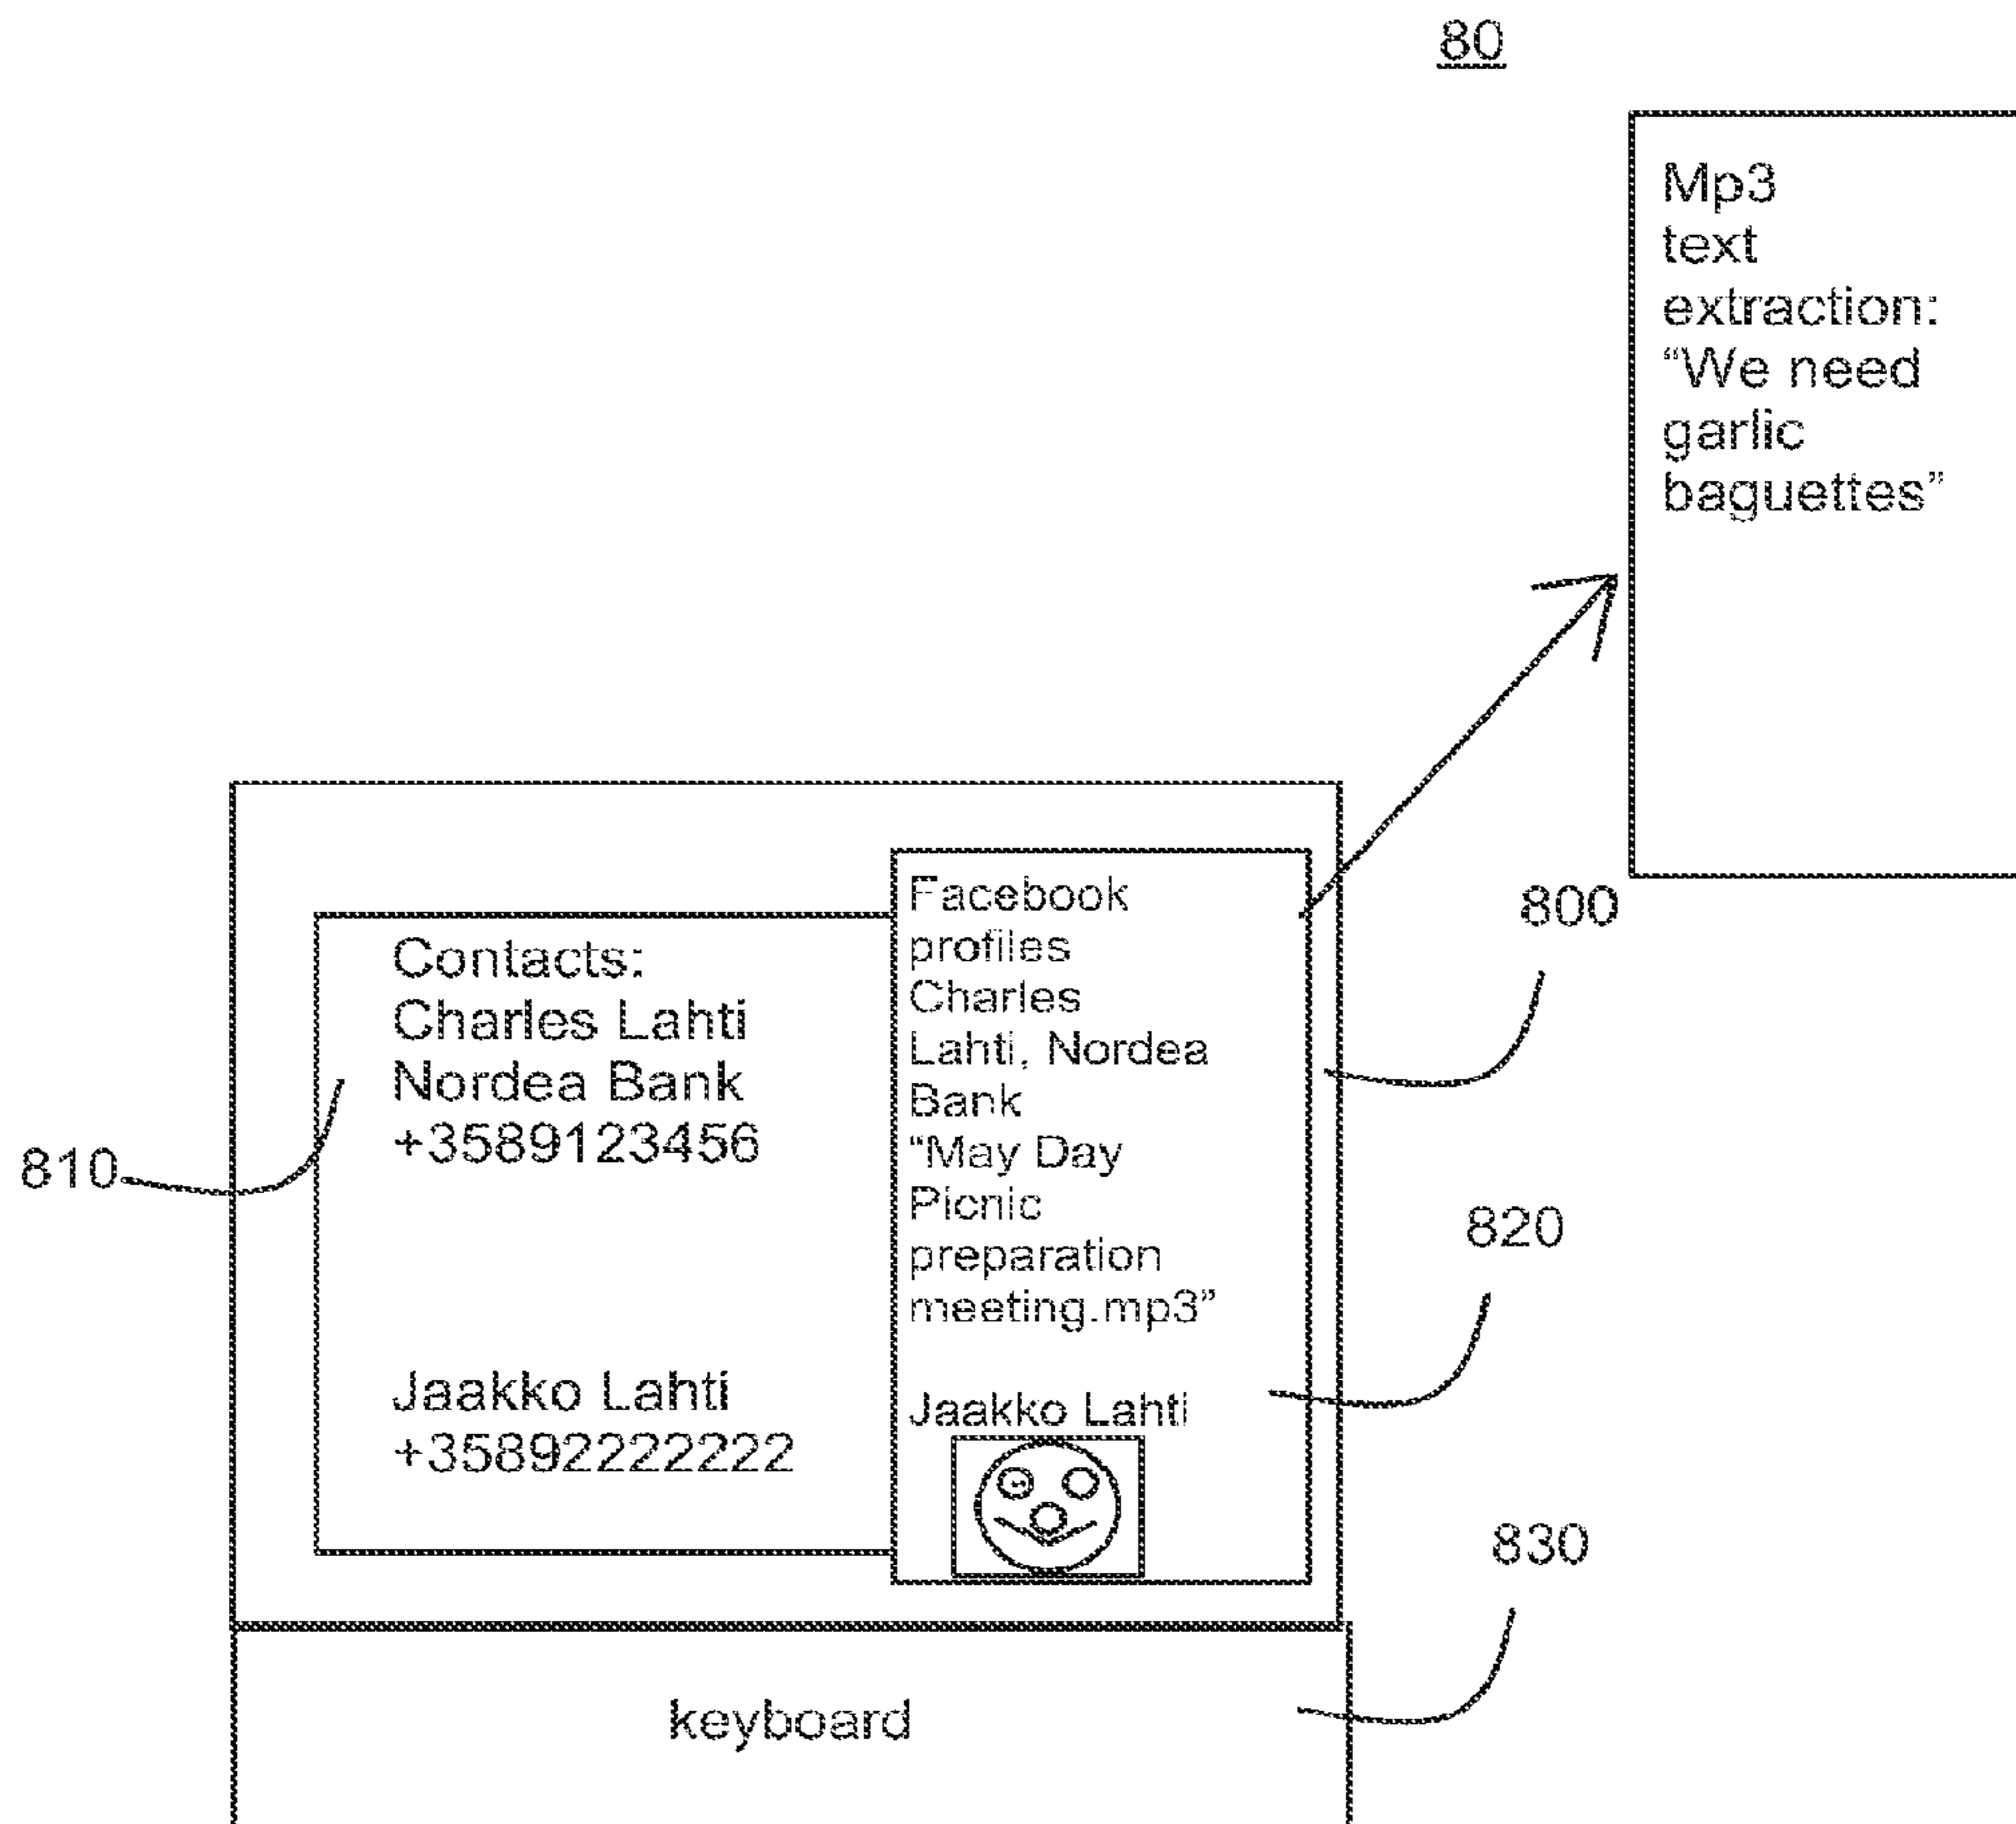 80
Mp3
text
extraction:
“We need
garlic
baguettes”
800
Contacts:
Charles Lahti
Nordea Bank
+3589123456
810
Jaakko Lahti
+35892222222
Facebook
profiles
Charles
Lahti, Nordea
Bank
“May Day
Picnic
preparation
meeting.mp3”
Jaakko Lahti
820
830
keyboard